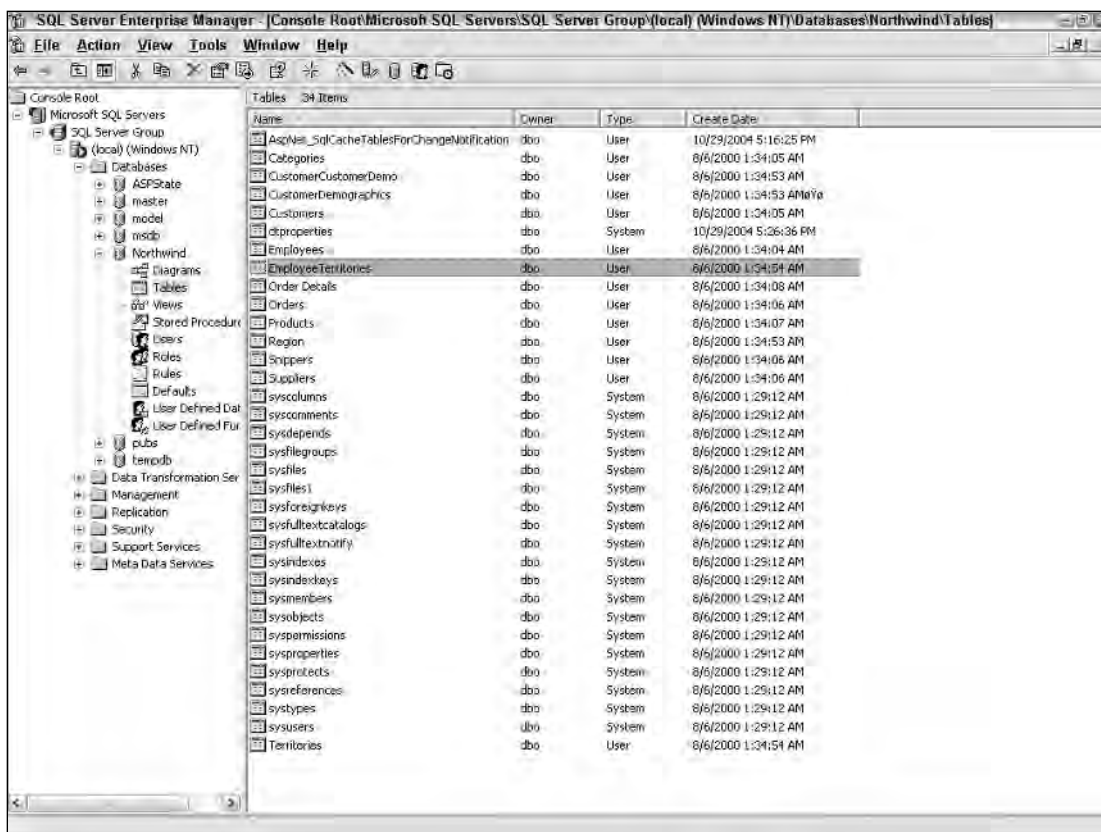 SQL Server Enterprise Manager - [Console Root\Microsoft SQL Servers\SQL Server Group\(local) (Windows NT)\Databases\Northwind\Tables]
File Action View Tools Window Help
Console Root
Microsoft SQL Servers
SQL Server Group
(local) (Windows NT)
Databases
ASPState
master
model
msdb
Northwind
Diagrams
Tables
Views
Stored Procedure
Users
Roles
Rules
Defaults
User Defined Dat
User Defined Fur
pubs
tempdb
Data Transformation Ser
Management
Replication
Security
Support Services
Meta Data Services
Tables 34 Items
Name Owner Type Create Date
AspNet_SqlCacheTablesForChangeNotification dbo User 10/29/2004 5:16:25 PM
Categories dbo User 8/6/2000 1:34:05 AM
CustomerCustomerDemo dbo User 8/6/2000 1:34:53 AM
CustomerDemographics dbo User 8/6/2000 1:34:53 AMøŸø
Customers dbo User 8/6/2000 1:34:05 AM
dtproperties dbo System 10/29/2004 5:26:36 PM
Employees dbo User 8/6/2000 1:34:04 AM
EmployeeTerritories dbo User 8/6/2000 1:34:54 AM
Order Details dbo User 8/6/2000 1:34:08 AM
Orders dbo User 8/6/2000 1:34:06 AM
Products dbo User 8/6/2000 1:34:07 AM
Region dbo User 8/6/2000 1:34:53 AM
Shippers dbo User 8/6/2000 1:34:06 AM
Suppliers dbo User 8/6/2000 1:34:06 AM
syscolumns dbo System 8/6/2000 1:29:12 AM
syscomments dbo System 8/6/2000 1:29:12 AM
sysdepends dbo System 8/6/2000 1:29:12 AM
sysfilegroups dbo System 8/6/2000 1:29:12 AM
sysfiles dbo System 8/6/2000 1:29:12 AM
sysfiles1 dbo System 8/6/2000 1:29:12 AM
sysforeignkeys dbo System 8/6/2000 1:29:12 AM
sysfulltextcatalogs dbo System 8/6/2000 1:29:12 AM
sysfulltextnotify dbo System 8/6/2000 1:29:12 AM
sysindexes dbo System 8/6/2000 1:29:12 AM
sysindexkeys dbo System 8/6/2000 1:29:12 AM
sysmembers dbo System 8/6/2000 1:29:12 AM
sysobjects dbo System 8/6/2000 1:29:12 AM
syspermissions dbo System 8/6/2000 1:29:12 AM
sysproperties dbo System 8/6/2000 1:29:12 AM
sysprotects dbo System 8/6/2000 1:29:12 AM
sysreferences dbo System 8/6/2000 1:29:12 AM
systypes dbo System 8/6/2000 1:29:12 AM
sysusers dbo System 8/6/2000 1:29:12 AM
Territories dbo User 8/6/2000 1:34:54 AM